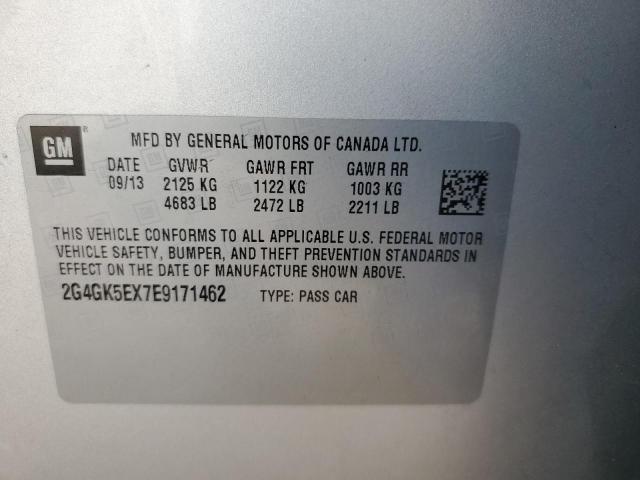 GM ® MFD BY GENERAL MOTORS OF CANADA LTD.
DATE GVWR GAWR FRT GAWR RR
09/13 2125 KG 1122 KG 1003 KG
4683 LB 2472 LB 2211 LB
THIS VEHICLE CONFORMS TO ALL APPLICABLE U.S. FEDERAL MOTOR
VEHICLE SAFETY, BUMPER, AND THEFT PREVENTION STANDARDS IN
EFFECT ON THE DATE OF MANUFACTURE SHOWN ABOVE.
2G4GK5EX7E9171462 TYPE: PASS CAR